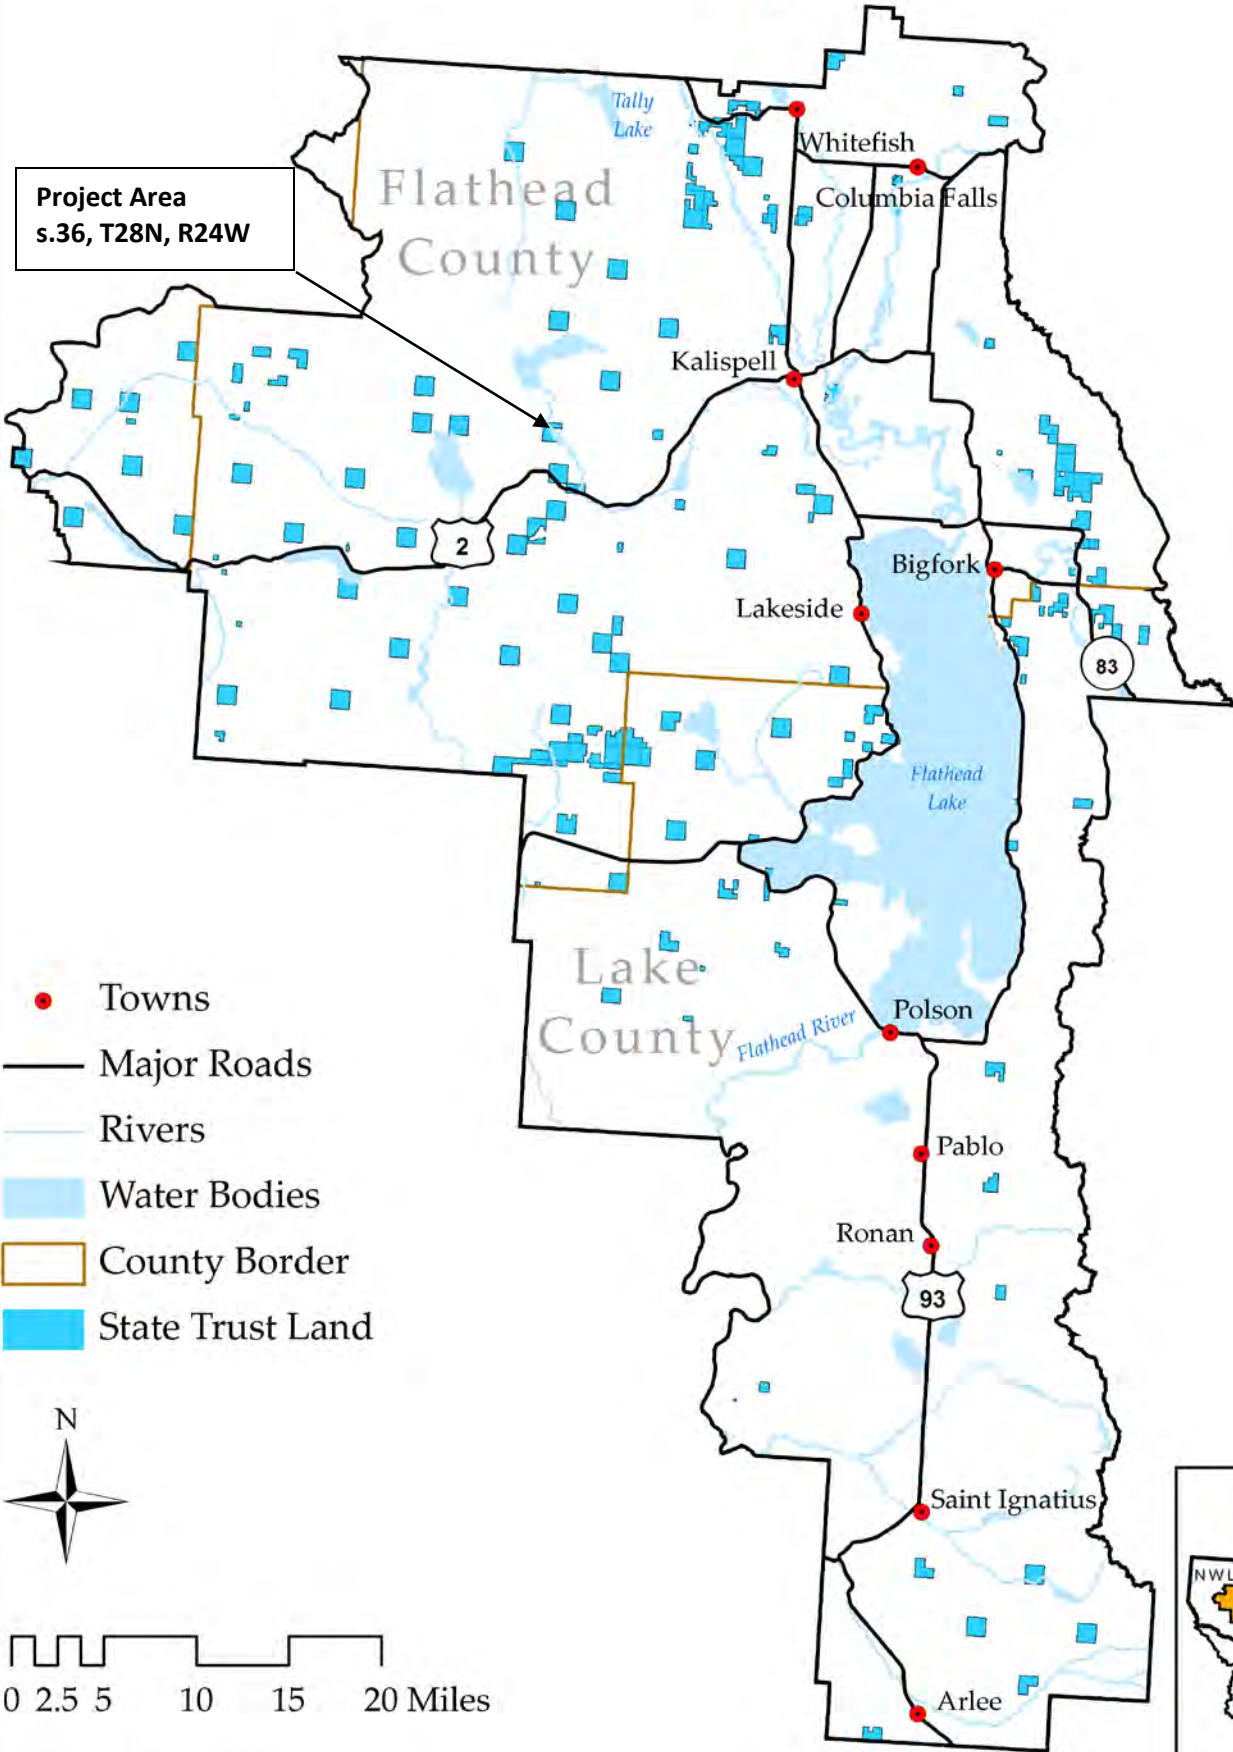 Tally
Lake
Whitefish
Columbia Falls
Project Area
s.36, T28N, R24W
Flathead
County
Kalispell
2
Bigfork
Lakeside
83
Flathead
Lake
Lake
County
Flathead River
Polson
Pablo
Ronan
93
Saint Ignatius
Arlee
Towns
Major Roads
Rivers
Water Bodies
County Border
State Trust Land
N
0 2.5 5 10 15 20 Miles
NWL